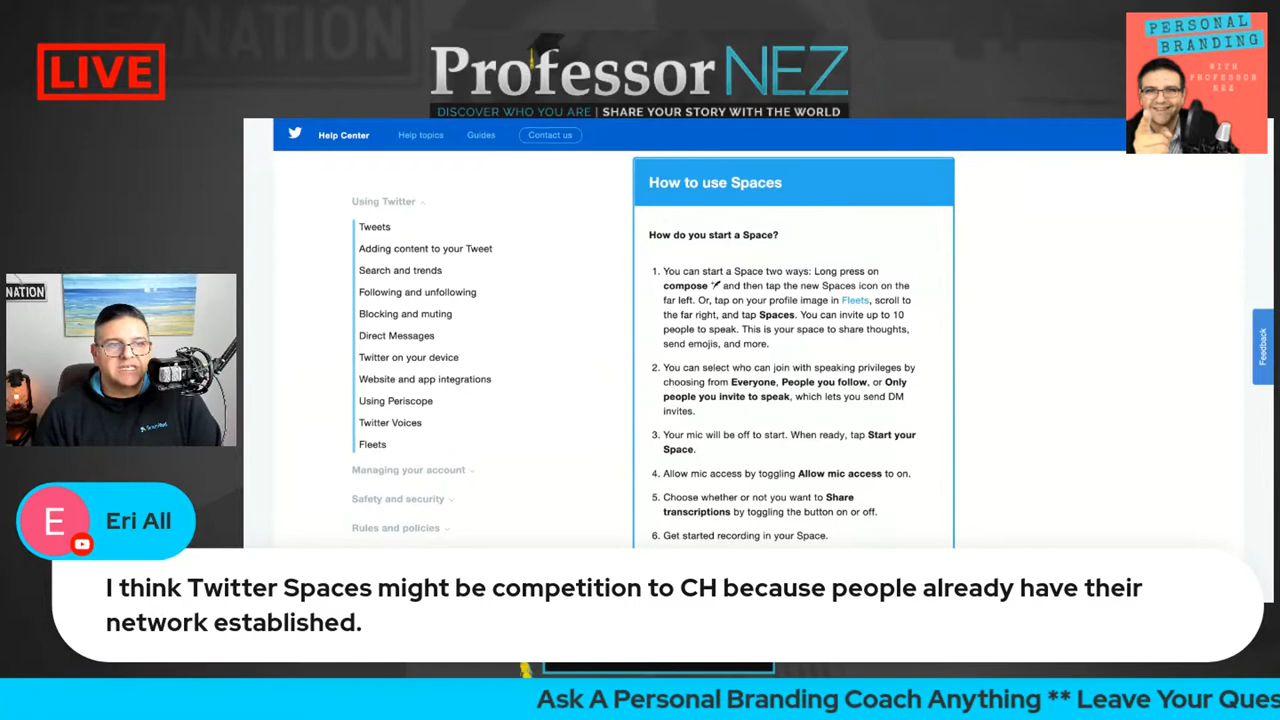 LIVE
Professor NEZ
DISCOVER WHO YOU ARE | SHARE YOUR STORY WITH THE WORLD
PERSONAL
BRANDING
WITH
PROFESSOR
NEZ
Help Center
Help topics
Guides
Contact us
Using Twitter
Tweets
Adding content to your Tweet
Search and trends
Following and unfollowing
Blocking and muting
Direct Messages
Twitter on your device
Website and app integrations
Using Periscope
Twitter Voices
Fleets
Managing your account
Safety and security
Rules and policies
How to use Spaces
How do you start a Space?
1. You can start a Space two ways: Long press on
compose and then tap the new Spaces icon on the
far left. Or, tap on your profile image in Fleets, scroll to
the far right, and tap Spaces. You can invite up to 10
people to speak. This is your space to share thoughts,
send emojis, and more.
2. You can select who can join with speaking privileges by
choosing from Everyone, People you follow, or Only
people you invite to speak, which lets you send DM
invites.
3. Your mic will be off to start. When ready, tap Start your
Space.
4. Allow mic access by toggling Allow mic access to on.
5. Choose whether or not you want to Share
transcriptions by toggling the button on or off.
6. Get started recording in your Space.
Feedback
NATION
E
Eri All
I think Twitter Spaces might be competition to CH because people already have their
network established.
Ask A Personal Branding Coach Anything ** Leave Your Ques